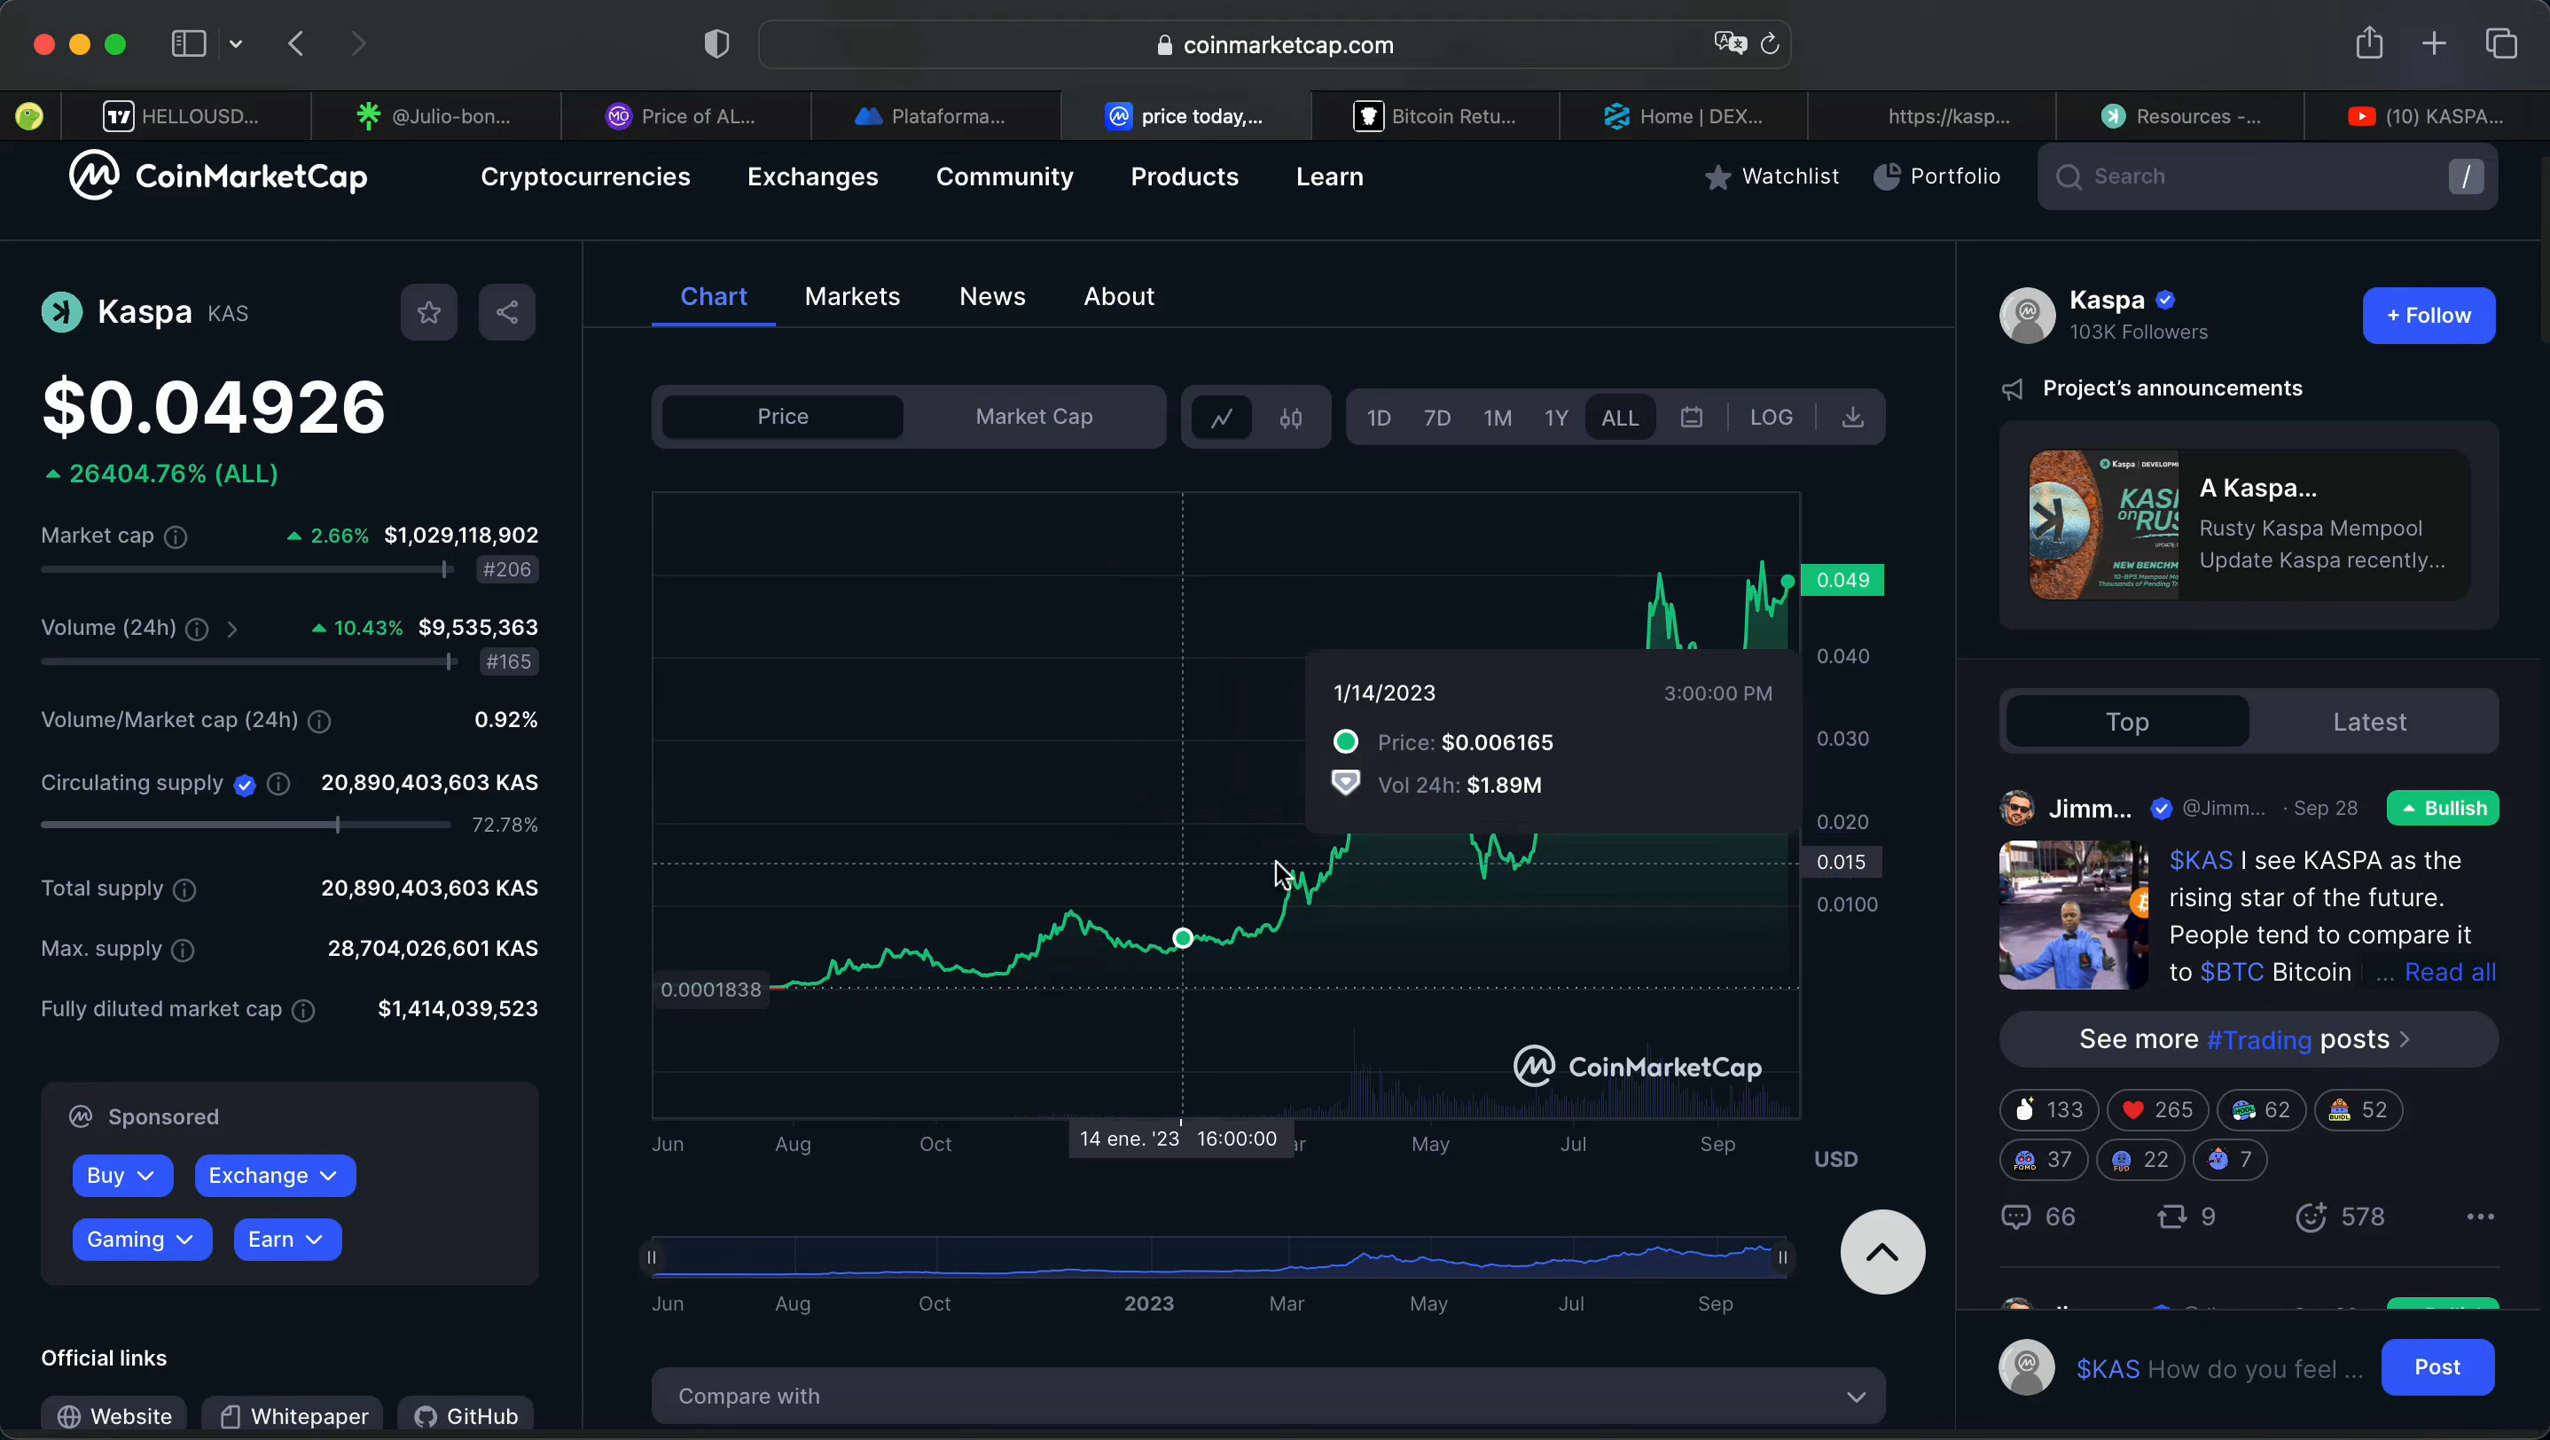 coinmarketcap.com
HELLOUSD...
@Julio-bon...
Price of AL...
Plataforma...
price today,...
Bitcoin Retu...
Home | DEX...
https://kasp...
Resources -...
(10) KASPA...
CoinMarketCap
Cryptocurrencies
Exchanges
Community
Products
Learn
Watchlist
Portfolio
Search
/
Kaspa KAS
$0.04926
26404.76% (ALL)
Market cap 2.66% $1,029,118,902
#206
Volume (24h) 10.43% $9,535,363
#165
Volume/Market cap (24h) 0.92%
Circulating supply 20,890,403,603 KAS
72.78%
Total supply 20,890,403,603 KAS
Max. supply 28,704,026,601 KAS
Fully diluted market cap $1,414,039,523
Sponsored
Buy
Exchange
Gaming
Earn
Official links
Website
Whitepaper
GitHub
Chart
Markets
News
About
Price
Market Cap
1D
7D
1M
1Y
ALL
LOG
0.049
0.040
0.030
0.020
0.015
0.0100
1/14/2023 3:00:00 PM
Price: $0.006165
Vol 24h: $1.89M
0.0001838
CoinMarketCap
Jun
Aug
Oct
14 ene. '23 16:00:00
ar
May
Jul
Sep
USD
Jun
Aug
Oct
2023
Mar
May
Jul
Sep
Compare with
Kaspa
103K Followers
+ Follow
Project's announcements
Kaspa | DEVELOPM
KAS
on RUS
NEW BENCHM
A Kaspa...
Rusty Kaspa Mempool
Update Kaspa recently...
Top
Latest
Jimm... @Jimm... · Sep 28
Bullish
$KAS I see KASPA as the
rising star of the future.
People tend to compare it
to $BTC Bitcoin ... Read all
See more #Trading posts
133
265
62
52
37
22
7
66
9
578
$KAS How do you feel ...
Post